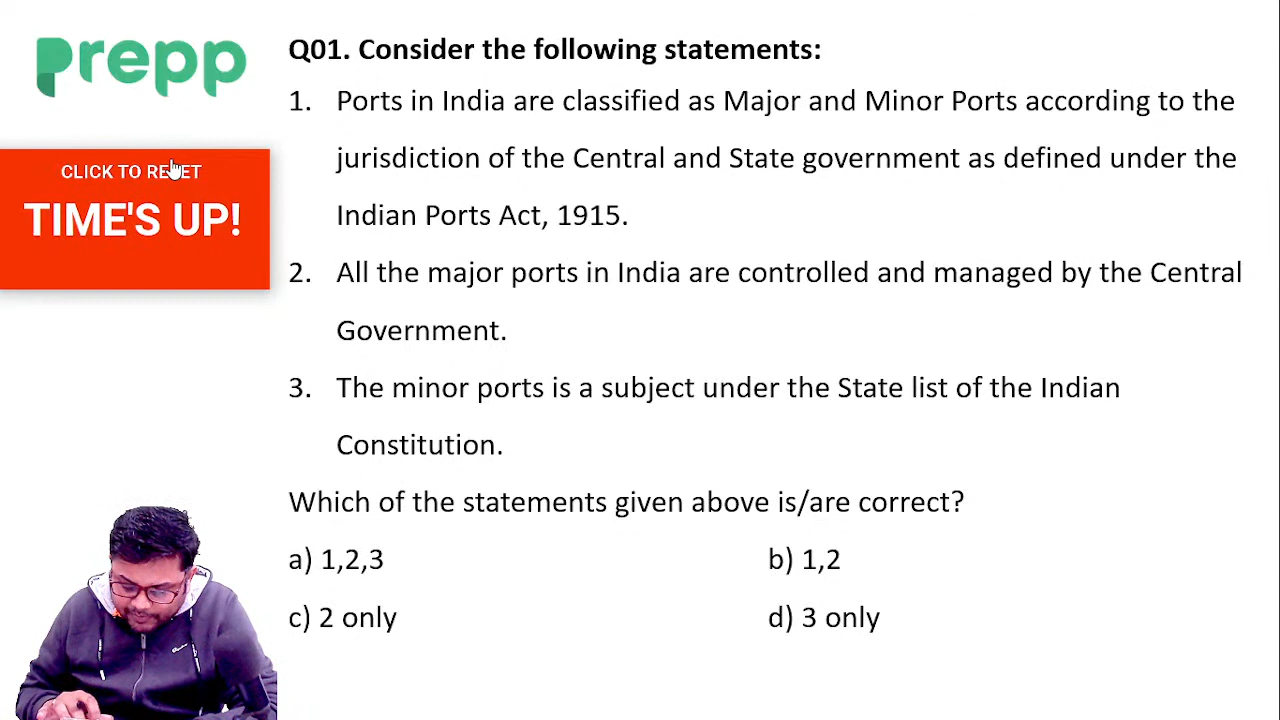 prepp
Q01. Consider the following statements:
1. Ports in India are classified as Major and Minor Ports according to the
jurisdiction of the Central and State government as defined under the
Indian Ports Act, 1915.
2. All the major ports in India are controlled and managed by the Central
Government.
3. The minor ports is a subject under the State list of the Indian
Constitution.
Which of the statements given above is/are correct?
a) 1,2,3
b) 1,2
c) 2 only
d) 3 only
CLICK TO RESET
TIME'S UP!